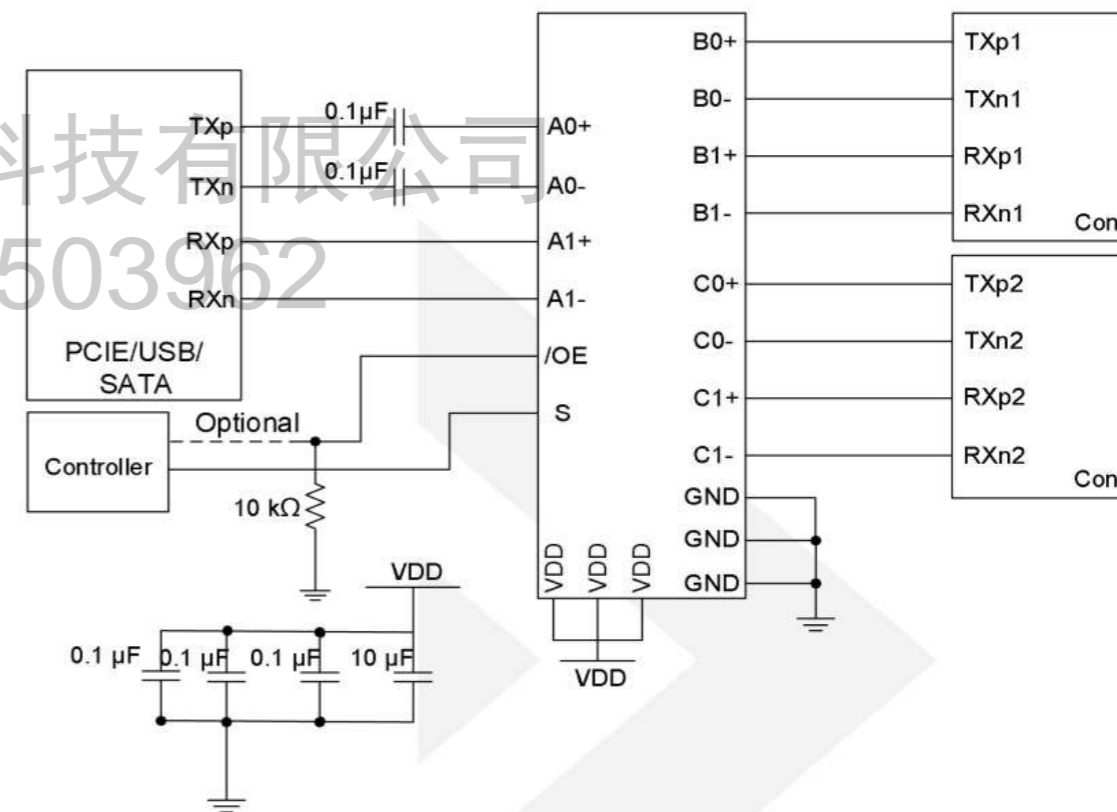 B0+
TXp1
B0-
TXn1
B1+
RXp1
B1-
RXn1
Con
C0+
TXp2
C0-
TXn2
C1+
RXp2
C1-
RXn2
Con
GND
GND
GND
TXp
0.1µF
A0+
TXn
0.1µF
A0-
RXp
A1+
RXn
A1-
PCIE/USB/
SATA
/OE
S
Optional
Controller
10 kΩ
VDD
VDD
VDD
VDD
VDD
0.1 µF
0.1 µF
0.1 µF
10 µF
科技有限公司
503962